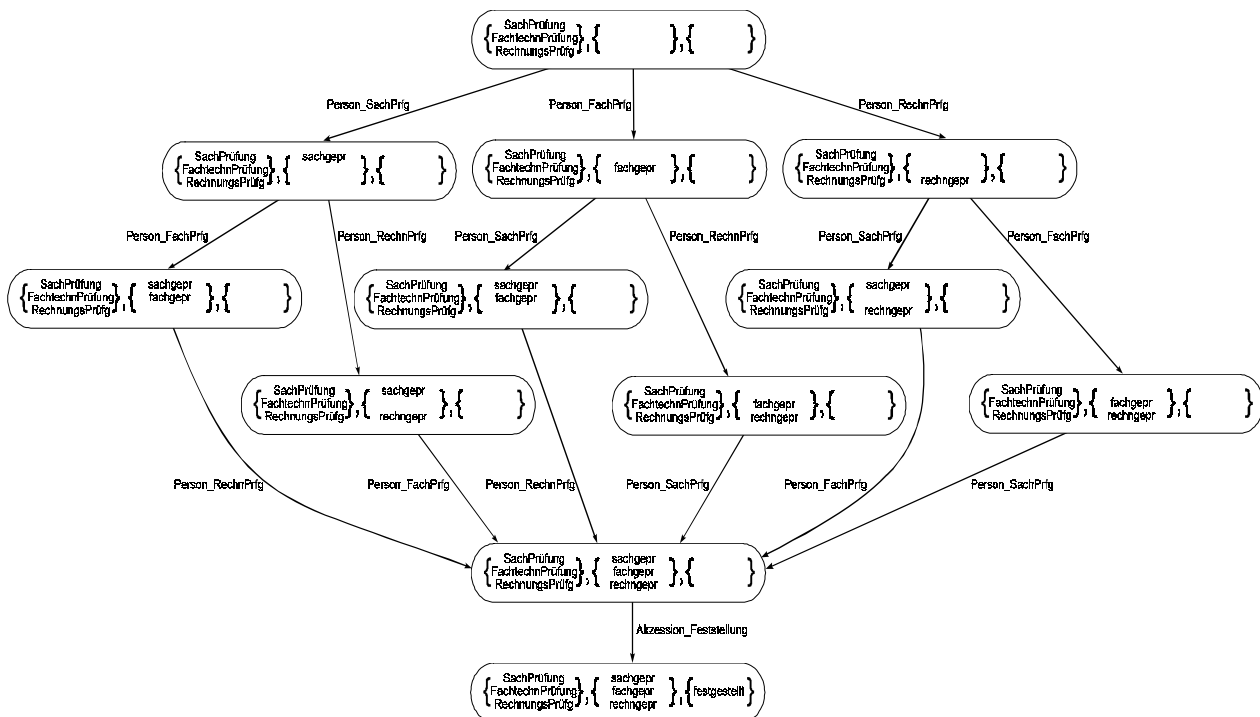 {SachPrüfung
FachtechnPrüfung
RechnungsPrüfg},{ },{ }
Person_SachPrfg
Person_FachPrfg
Person_RechnPrfg
{SachPrüfung
FachtechnPrüfung
RechnungsPrüfg},{sachgepr},{ }
{SachPrüfung
FachtechnPrüfung
RechnungsPrüfg},{fachgepr},{ }
{SachPrüfung
FachtechnPrüfung
RechnungsPrüfg},{rechngepr},{ }
Person_FachPrfg
Person_RechnPrfg
Person_SachPrfg
Person_RechnPrfg
Person_SachPrfg
Person_FachPrfg
{SachPrüfung
FachtechnPrüfung
RechnungsPrüfg},{sachgepr
fachgepr},{ }
{SachPrüfung
FachtechnPrüfung
RechnungsPrüfg},{sachgepr
fachgepr},{ }
{SachPrüfung
FachtechnPrüfung
RechnungsPrüfg},{sachgepr
rechngepr},{ }
{SachPrüfung
FachtechnPrüfung
RechnungsPrüfg},{sachgepr
rechngepr},{ }
{SachPrüfung
FachtechnPrüfung
RechnungsPrüfg},{fachgepr
rechngepr},{ }
{SachPrüfung
FachtechnPrüfung
RechnungsPrüfg},{fachgepr
rechngepr},{ }
Person_RechnPrfg
Person_FachPrfg
Person_RechnPrfg
Person_SachPrfg
Person_FachPrfg
Person_SachPrfg
{SachPrüfung
FachtechnPrüfung
RechnungsPrüfg},{sachgepr
fachgepr
rechngepr},{ }
Akzession_Feststellung
{SachPrüfung
FachtechnPrüfung
RechnungsPrüfg},{sachgepr
fachgepr
rechngepr},{festgestellt}